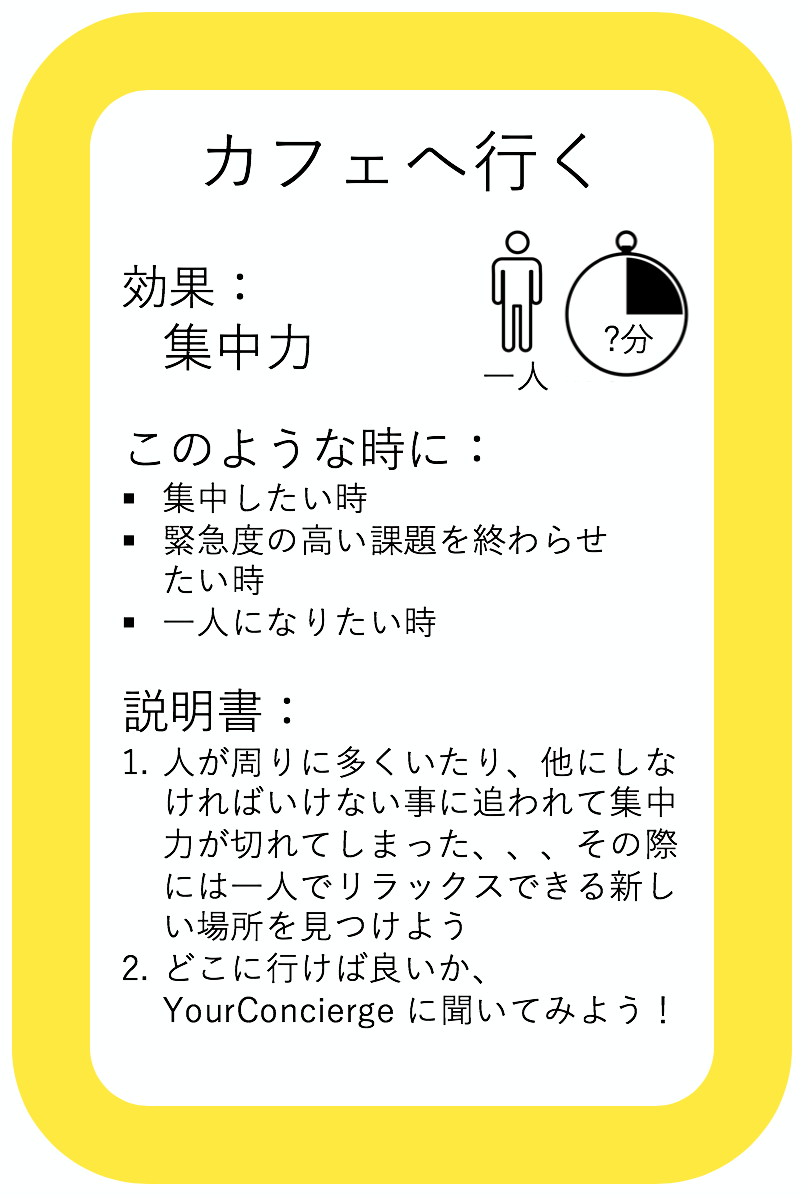 カフェへ行く
効果：
集中力
?分
一人
このような時に：
▪ 集中したい時
▪ 緊急度の高い課題を終わらせ
たい時
▪ 一人になりたい時
説明書：
1. 人が周りに多くいたり、他にしな
ければいけない事に追われて集中
力が切れてしまった、、、その際
には一人でリラックスできる新し
い場所を見つけよう
2. どこに行けば良いか、
YourConcierge に聞いてみよう！